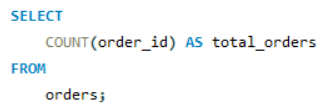 SELECT
    COUNT(order_id) AS total_orders
FROM
    orders;